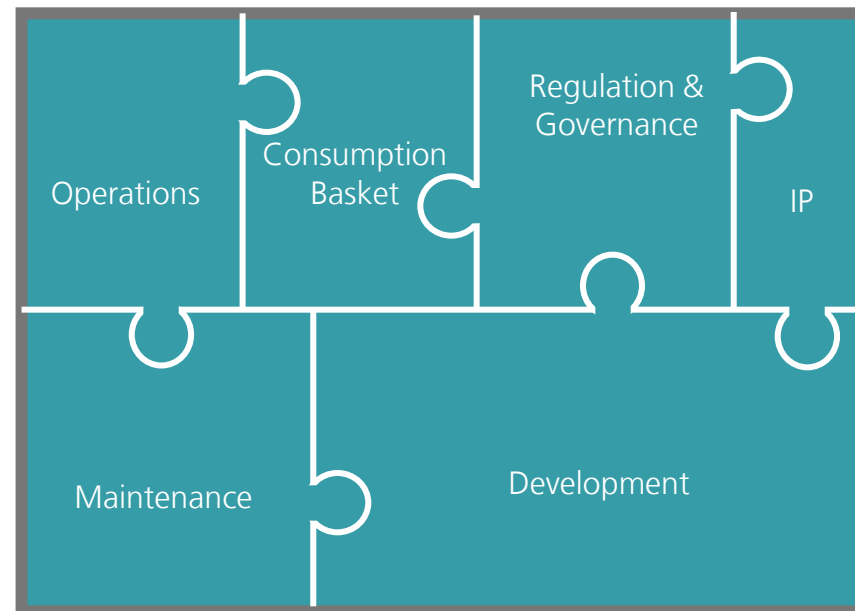 Operations
Consumption
Basket
Regulation &
Governance
IP
Maintenance
Development